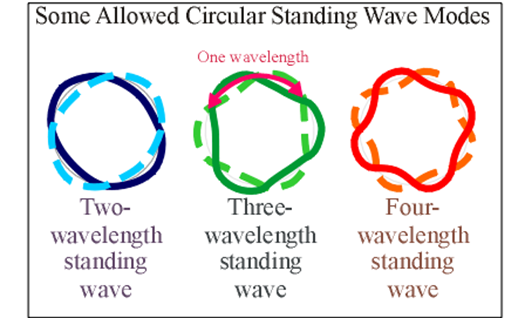 Some Allowed Circular Standing Wave Modes
One wavelength
Two-
wavelength
standing
wave
Three-
wavelength
standing
wave
Four-
wavelength
standing
wave